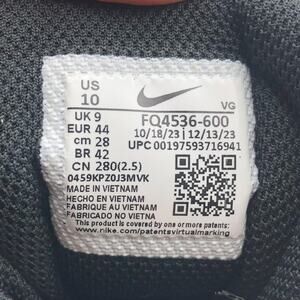 US
10
VG
UK 9
EUR 44
cm 28
BR 42
CN 280(2.5)
FQ4536-600
10/18/23 12/13/23
UPC 00197593716941
0459KPZ0J3MVK
MADE IN VIETNAM
HECHO EN VIETNAM
FABRIQUE AU VIETNAM
FABRICADO NO VIETNA
This product is covered by one or more patents:
www.nike.com/patentsvirtualmarking